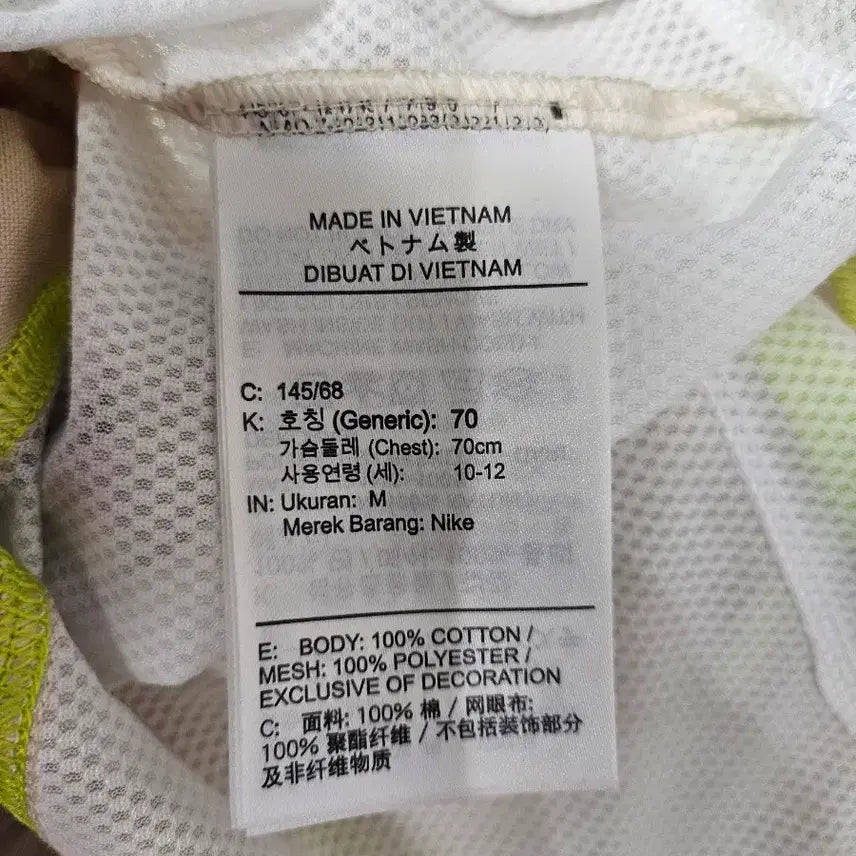 MADE IN VIETNAM
ベトナム製
DIBUAT DI VIETNAM
C: 145/68
K: 호칭 (Generic): 70
가슴둘레 (Chest): 70cm
사용연령 (세): 10-12
IN: Ukuran: M
Merek Barang: Nike
E: BODY: 100% COTTON /
MESH: 100% POLYESTER /
EXCLUSIVE OF DECORATION
C: 面料: 100% 棉 / 网眼布:
100% 聚酯纤维 / 不包括装饰部分
及非纤维物质